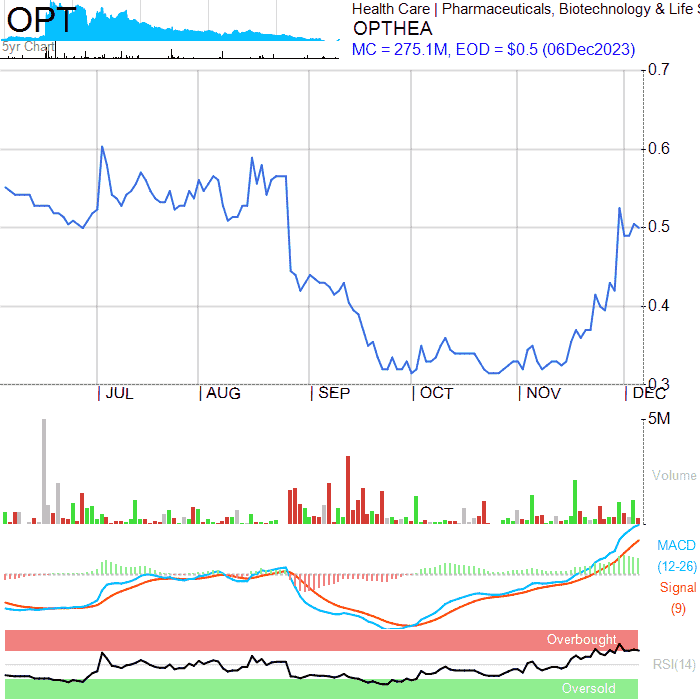 OPT
5yr Chart
Health Care | Pharmaceuticals, Biotechnology & Life S
OPTHEA
MC = 275.1M, EOD = $0.5 (06Dec2023)
0.7
0.6
0.5
0.4
0.3
JUL AUG SEP OCT NOV DEC
5M
Volume
MACD
(12-26)
Signal
(9)
Overbought
RSI(14)
Oversold